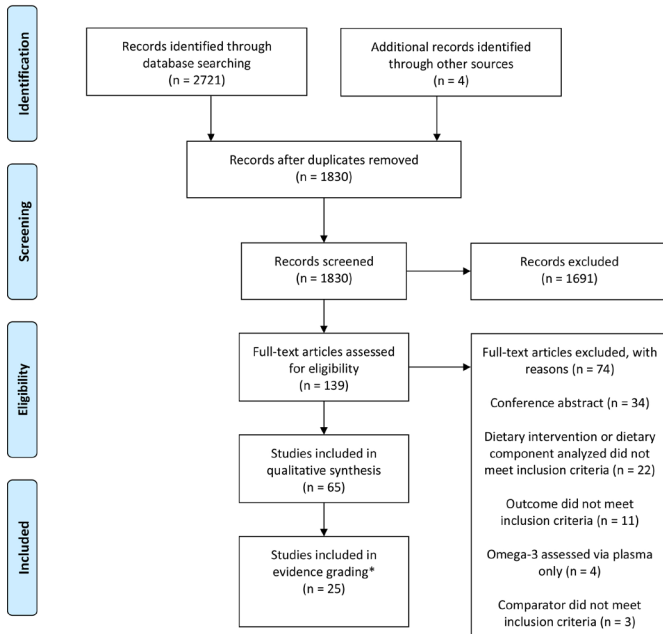 Identification
Records identified through
database searching
(n = 2721)
Additional records identified
through other sources
(n = 4)
Records after duplicates removed
(n = 1830)
Screening
Records screened
(n = 1830)
Records excluded
(n = 1691)
Eligibility
Full-text articles assessed
for eligibility
(n = 139)
Full-text articles excluded, with
reasons (n = 74)
Conference abstract (n = 34)
Dietary intervention or dietary
component analyzed did not
meet inclusion criteria (n = 22)
Outcome did not meet
inclusion criteria (n = 11)
Omega-3 assessed via plasma
only (n = 4)
Comparator did not meet
inclusion criteria (n = 3)
Studies included in
qualitative synthesis
(n = 65)
Included
Studies included in
evidence grading*
(n = 25)